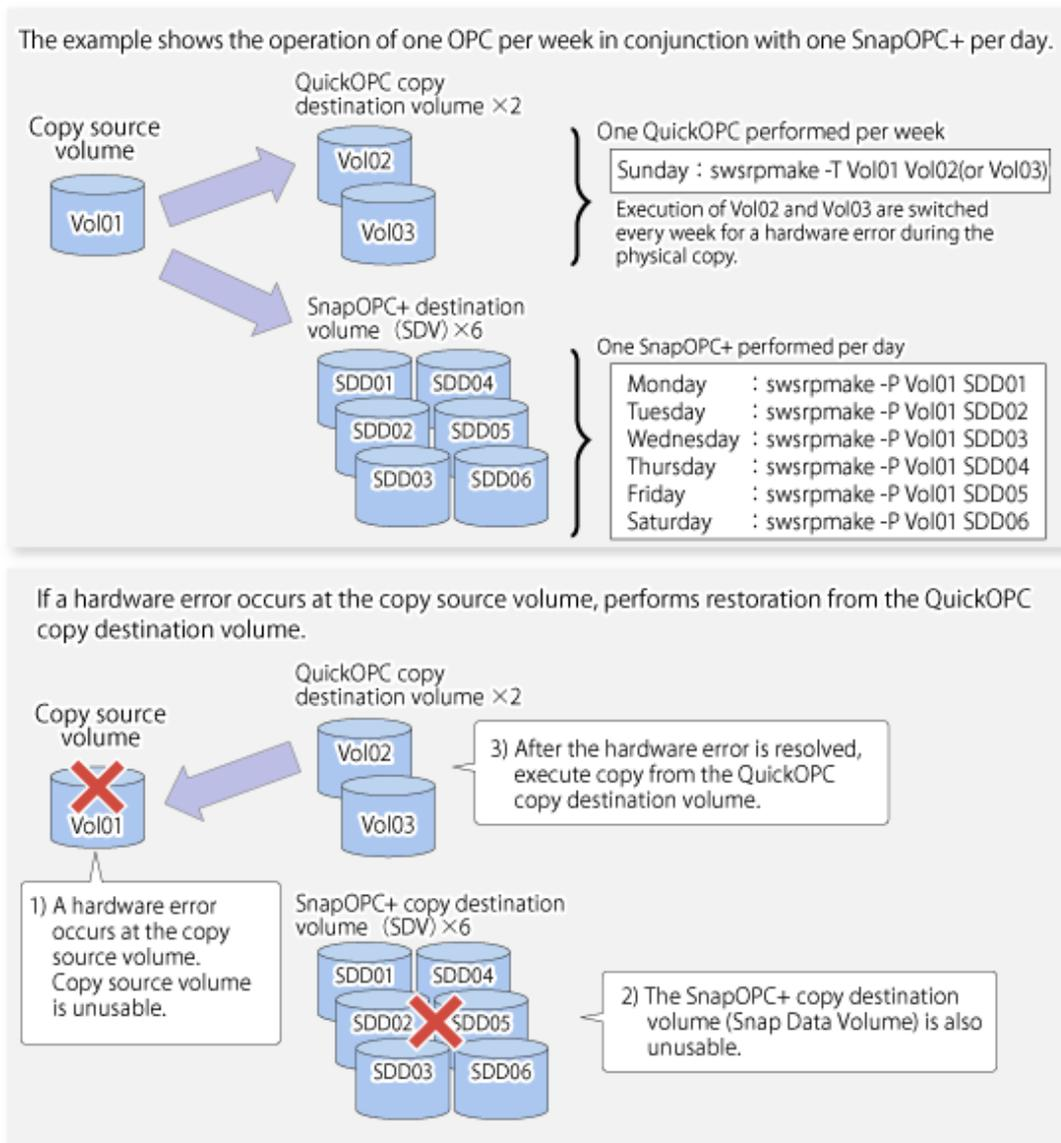 The example shows the operation of one OPC per week in conjunction with one SnapOPC+ per day.
QuickOPC copy
destination volume ×2
Copy source
volume
Vol01
Vol02
Vol03
One QuickOPC performed per week
Sunday : swsrpmake -T Vol01 Vol02(or Vol03)
Execution of Vol02 and Vol03 are switched
every week for a hardware error during the
physical copy.
SnapOPC+ destination
volume (SDV)×6
SDD01
SDD04
SDD02
SDD05
SDD03
SDD06
One SnapOPC+ performed per day
Monday : swsrpmake -P Vol01 SDD01
Tuesday : swsrpmake -P Vol01 SDD02
Wednesday : swsrpmake -P Vol01 SDD03
Thursday : swsrpmake -P Vol01 SDD04
Friday : swsrpmake -P Vol01 SDD05
Saturday : swsrpmake -P Vol01 SDD06
If a hardware error occurs at the copy source volume, performs restoration from the QuickOPC
copy destination volume.
QuickOPC copy
destination volume ×2
Copy source
volume
Vol01
Vol02
Vol03
3) After the hardware error is resolved,
execute copy from the QuickOPC
copy destination volume.
1) A hardware error
occurs at the copy
source volume.
Copy source volume
is unusable.
SnapOPC+ copy destination
volume (SDV)×6
SDD01
SDD04
SDD02
SDD05
SDD03
SDD06
2) The SnapOPC+ copy destination
volume (Snap Data Volume) is also
unusable.